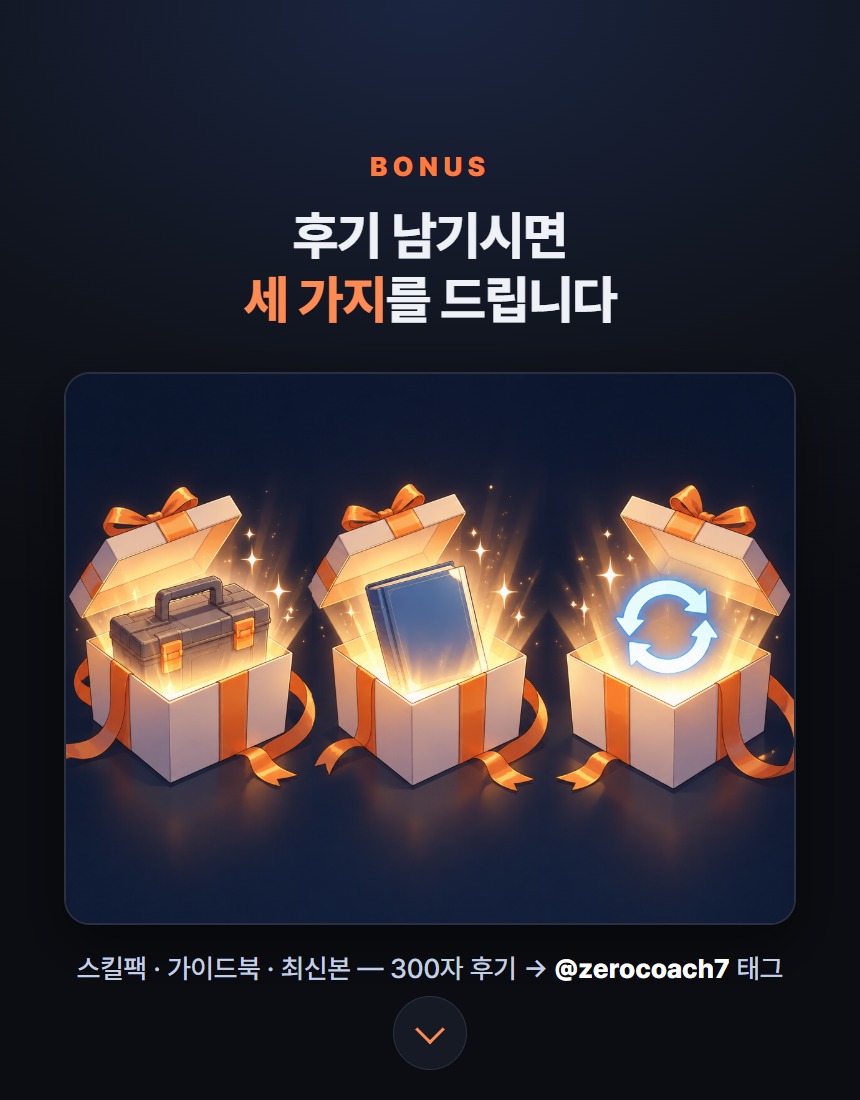 BONUS
후기 남기시면
세 가지를 드립니다
스킬팩 · 가이드북 · 최신본 — 300자 후기 → @zerocoach7 태그